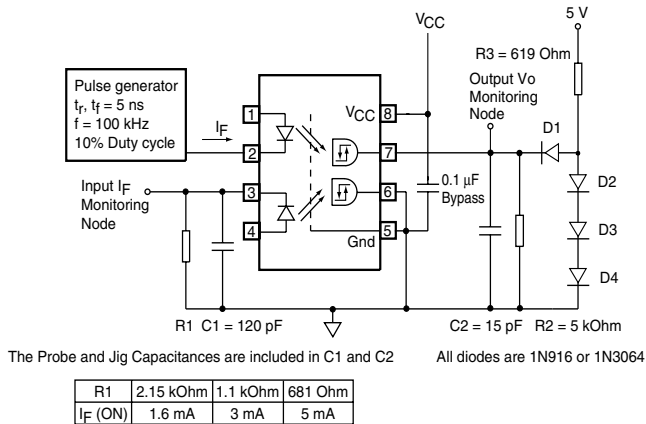 Pulse generator
tr, tf = 5 ns
f = 100 kHz
10% Duty cycle
IF
1
2
3
4
VCC
8
7
6
5
Gnd
VCC
0.1 µF
Bypass
Output Vo
Monitoring
Node
5 V
R3 = 619 Ohm
D1
D2
D3
D4
Input IF
Monitoring
Node
R1 C1 = 120 pF
C2 = 15 pF R2 = 5 kOhm
The Probe and Jig Capacitances are included in C1 and C2
All diodes are 1N916 or 1N3064
R1 2.15 kOhm 1.1 kOhm 681 Ohm
IF (ON) 1.6 mA 3 mA 5 mA